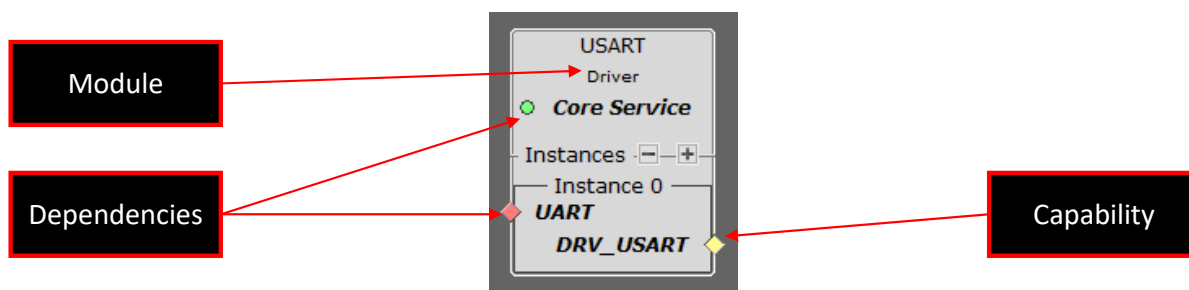 Module
Dependencies
USART
Driver
Core Service
Instances
Instance 0
UART
DRV_USART
Capability